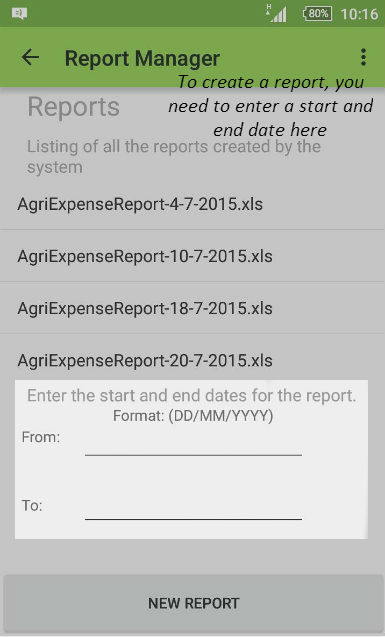 H
80% 10:16
Report Manager
To create a report, you
need to enter a start and
end date here
Reports
Listing of all the reports created by the
system
AgriExpenseReport-4-7-2015.xls
AgriExpenseReport-10-7-2015.xls
AgriExpenseReport-18-7-2015.xls
AgriExpenseReport-20-7-2015.xls
Enter the start and end dates for the report.
Format: (DD/MM/YYYY)
From:
To:
NEW REPORT